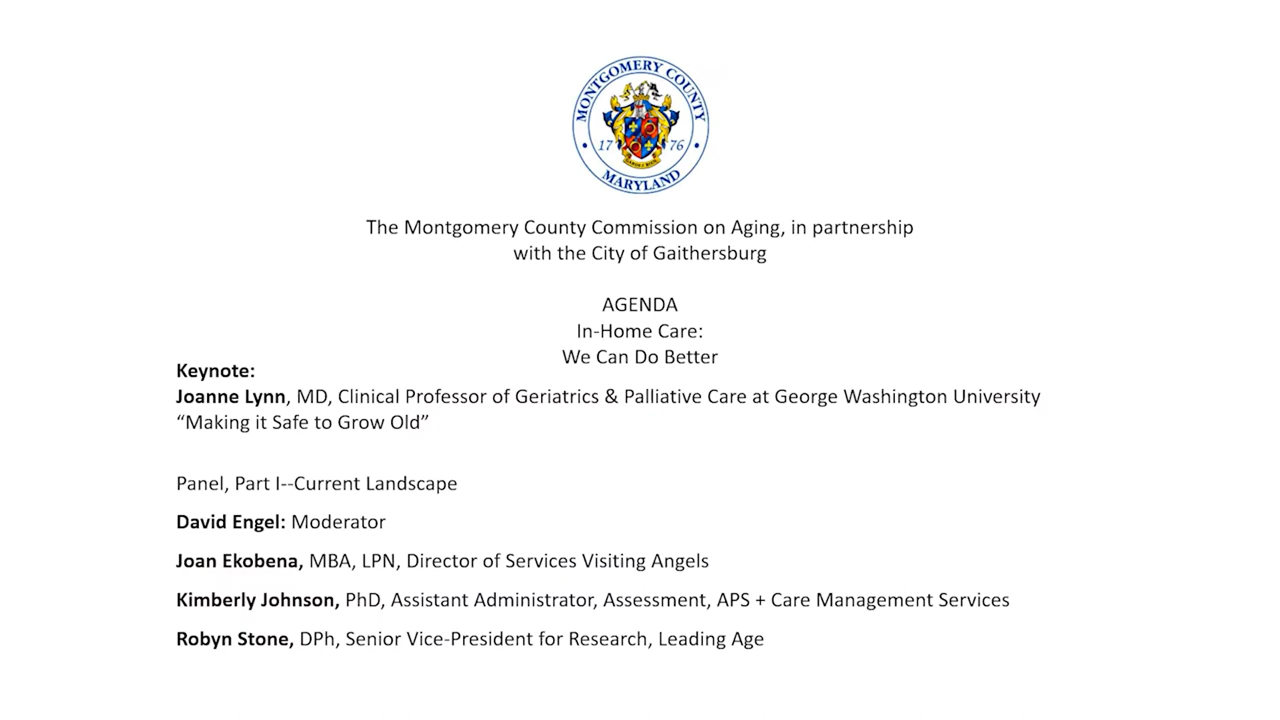 MONTGOMERY COUNTY
17 76
MARYLAND
The Montgomery County Commission on Aging, in partnership
with the City of Gaithersburg
AGENDA
In-Home Care:
We Can Do Better
Keynote:
Joanne Lynn, MD, Clinical Professor of Geriatrics & Palliative Care at George Washington University
“Making it Safe to Grow Old”
Panel, Part I--Current Landscape
David Engel: Moderator
Joan Ekobena, MBA, LPN, Director of Services Visiting Angels
Kimberly Johnson, PhD, Assistant Administrator, Assessment, APS + Care Management Services
Robyn Stone, DPh, Senior Vice-President for Research, Leading Age